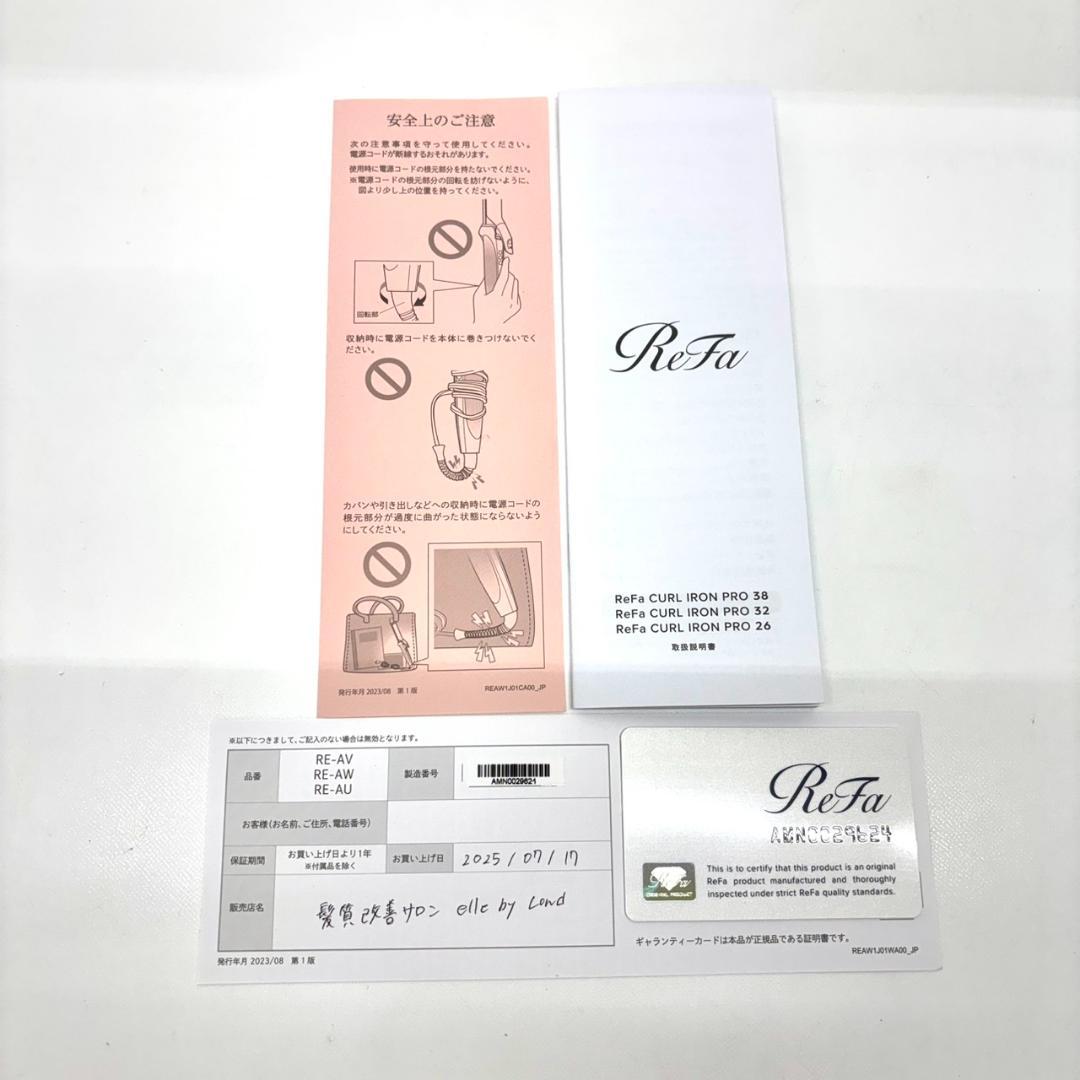 安全上のご注意
次の注意事項を守って使用してください。
電源コードが断線するおそれがあります。
使用時に電源コードの根元部分を持たないでください。
※電源コードの根元部分の回転を妨げないように、
図より少し上の位置を持ってください。
回転部
収納時に電源コードを本体に巻きつけないでく
ださい。
カバンや引き出しなどへの収納時に電源コードの
根元部分が過度に曲がった状態にならないよう
にしてください。
発行年月 2023/08 第1版
REAW1J01CA00_JP
ReFa
ReFa CURL IRON PRO 38
ReFa CURL IRON PRO 32
ReFa CURL IRON PRO 26
取扱説明書
※以下につきまして、ご記入のない場合は無効となります。
品番
RE-AV
RE-AW
RE-AU
製造番号
AMN0029624
お客様(お名前、ご住所、電話番号)
保証期間
お買い上げ日より1年
※付属品を除く
お買い上げ日
2025/07/17
販売店名
髪質改善サロン elle by Lond
発行年月 2023/08 第1版
ReFa
AMN0029624
ReFa
ORIGINAL PRODUCT
This is to certify that this product is an original
ReFa product manufactured and thoroughly
inspected under strict ReFa quality standards.
ギャランティーカードは本品が正規品である証明書です。
REAW1J01WA00_JP